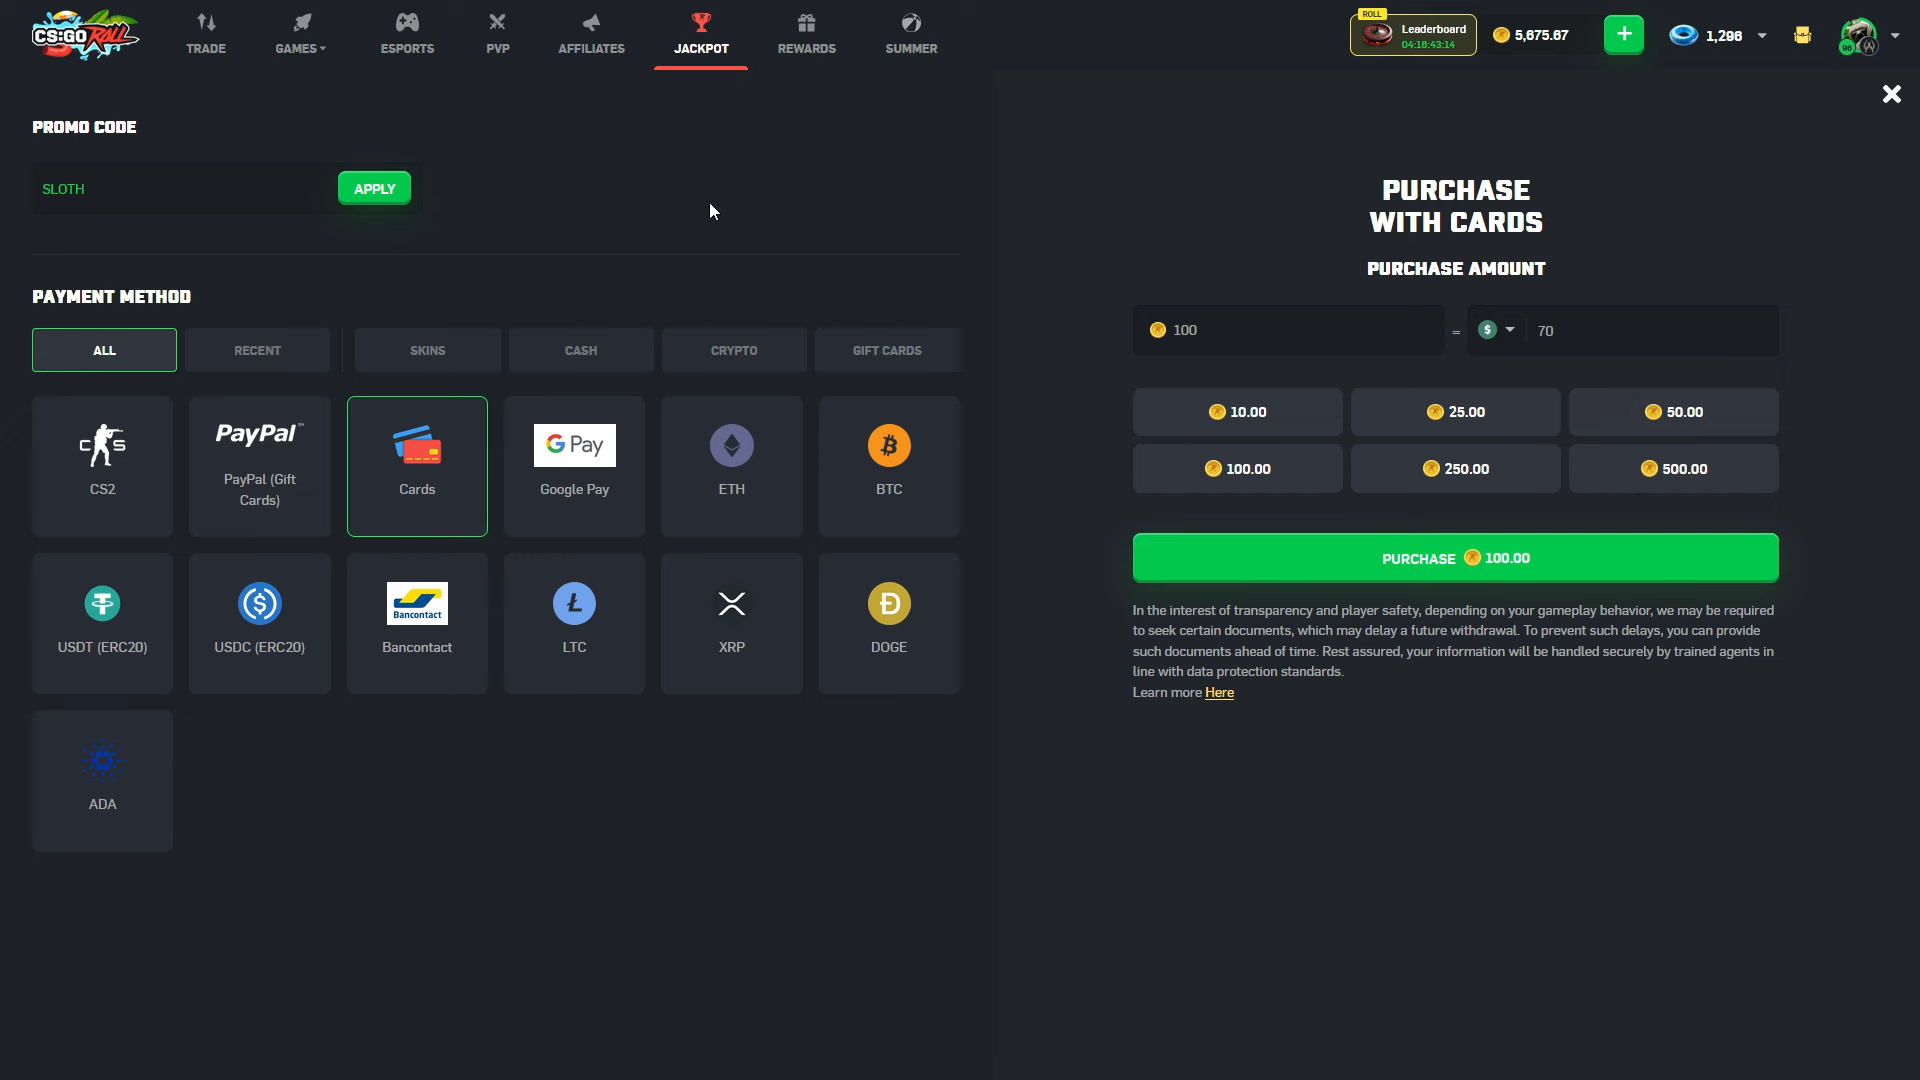 CS:GO ROLL
TRADE
GAMES
ESPORTS
PVP
AFFILIATES
JACKPOT
REWARDS
SUMMER
ROLL
Leaderboard
04:16:43:14
5,675.67
+
1,296
96
PROMO CODE
SLOTH
APPLY
PAYMENT METHOD
ALL
RECENT
SKINS
CASH
CRYPTO
GIFT CARDS
CS
CS2
PayPal
PayPal (Gift
Cards)
Cards
G Pay
Google Pay
ETH
BTC
USDT (ERC20)
USDC (ERC20)
Bancontact
Bancontact
LTC
XRP
DOGE
ADA
PURCHASE
WITH CARDS
PURCHASE AMOUNT
100
=
$
70
10.00
25.00
50.00
100.00
250.00
500.00
PURCHASE 100.00
In the interest of transparency and player safety, depending on your gameplay behavior, we may be required
to seek certain documents, which may delay a future withdrawal. To prevent such delays, you can provide
such documents ahead of time. Rest assured, your information will be handled securely by trained agents in
line with data protection standards.
Learn more Here